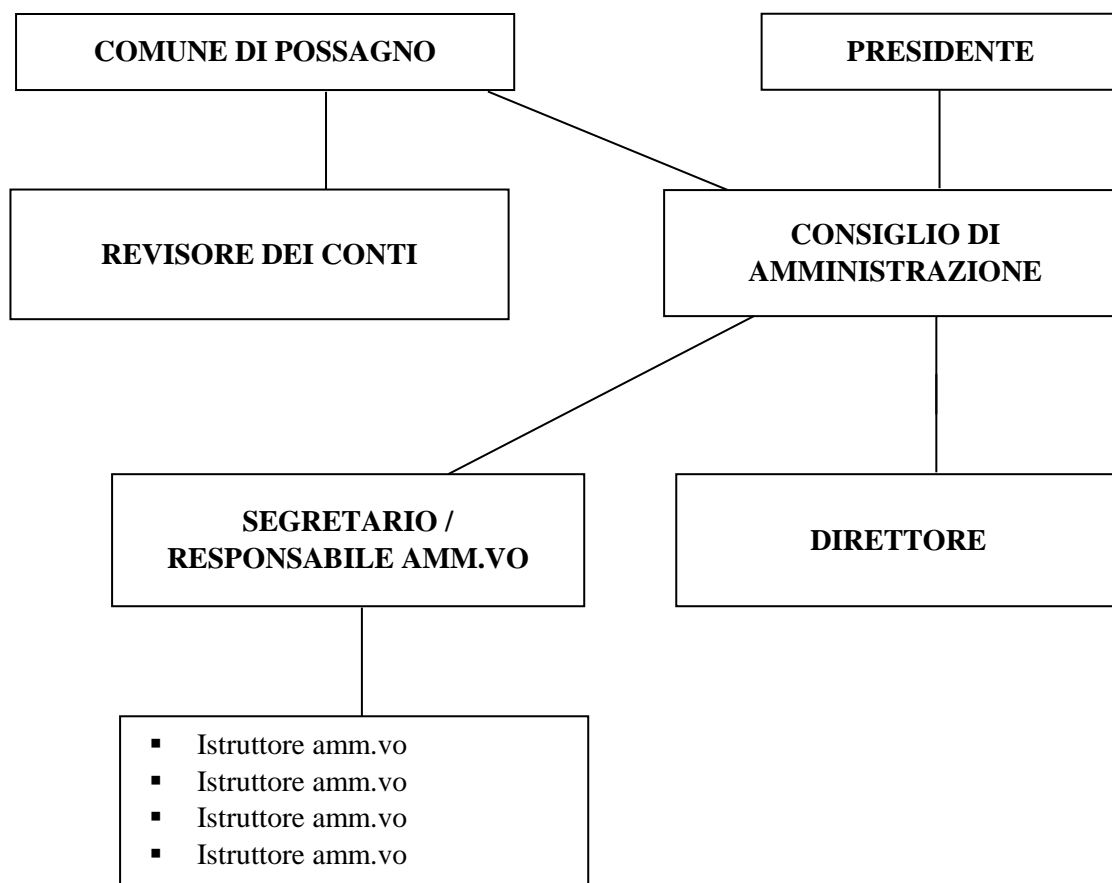 COMUNE DI POSSAGNO
PRESIDENTE
REVISORE DEI CONTI
CONSIGLIO DI
AMMINISTRAZIONE
SEGRETARIO /
RESPONSABILE AMM.VO
DIRETTORE
▪ Istruttore amm.vo
▪ Istruttore amm.vo
▪ Istruttore amm.vo
▪ Istruttore amm.vo